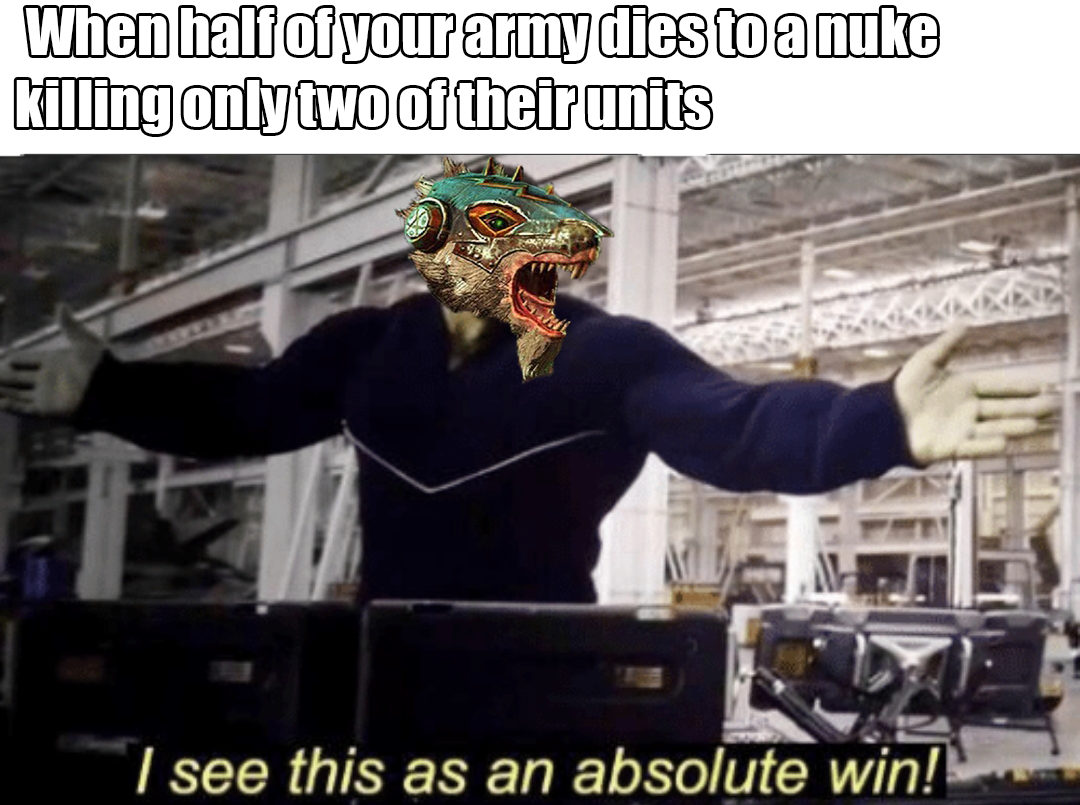 When half of your army dies to a nuke
killing only two of their units
I see this as an absolute win!